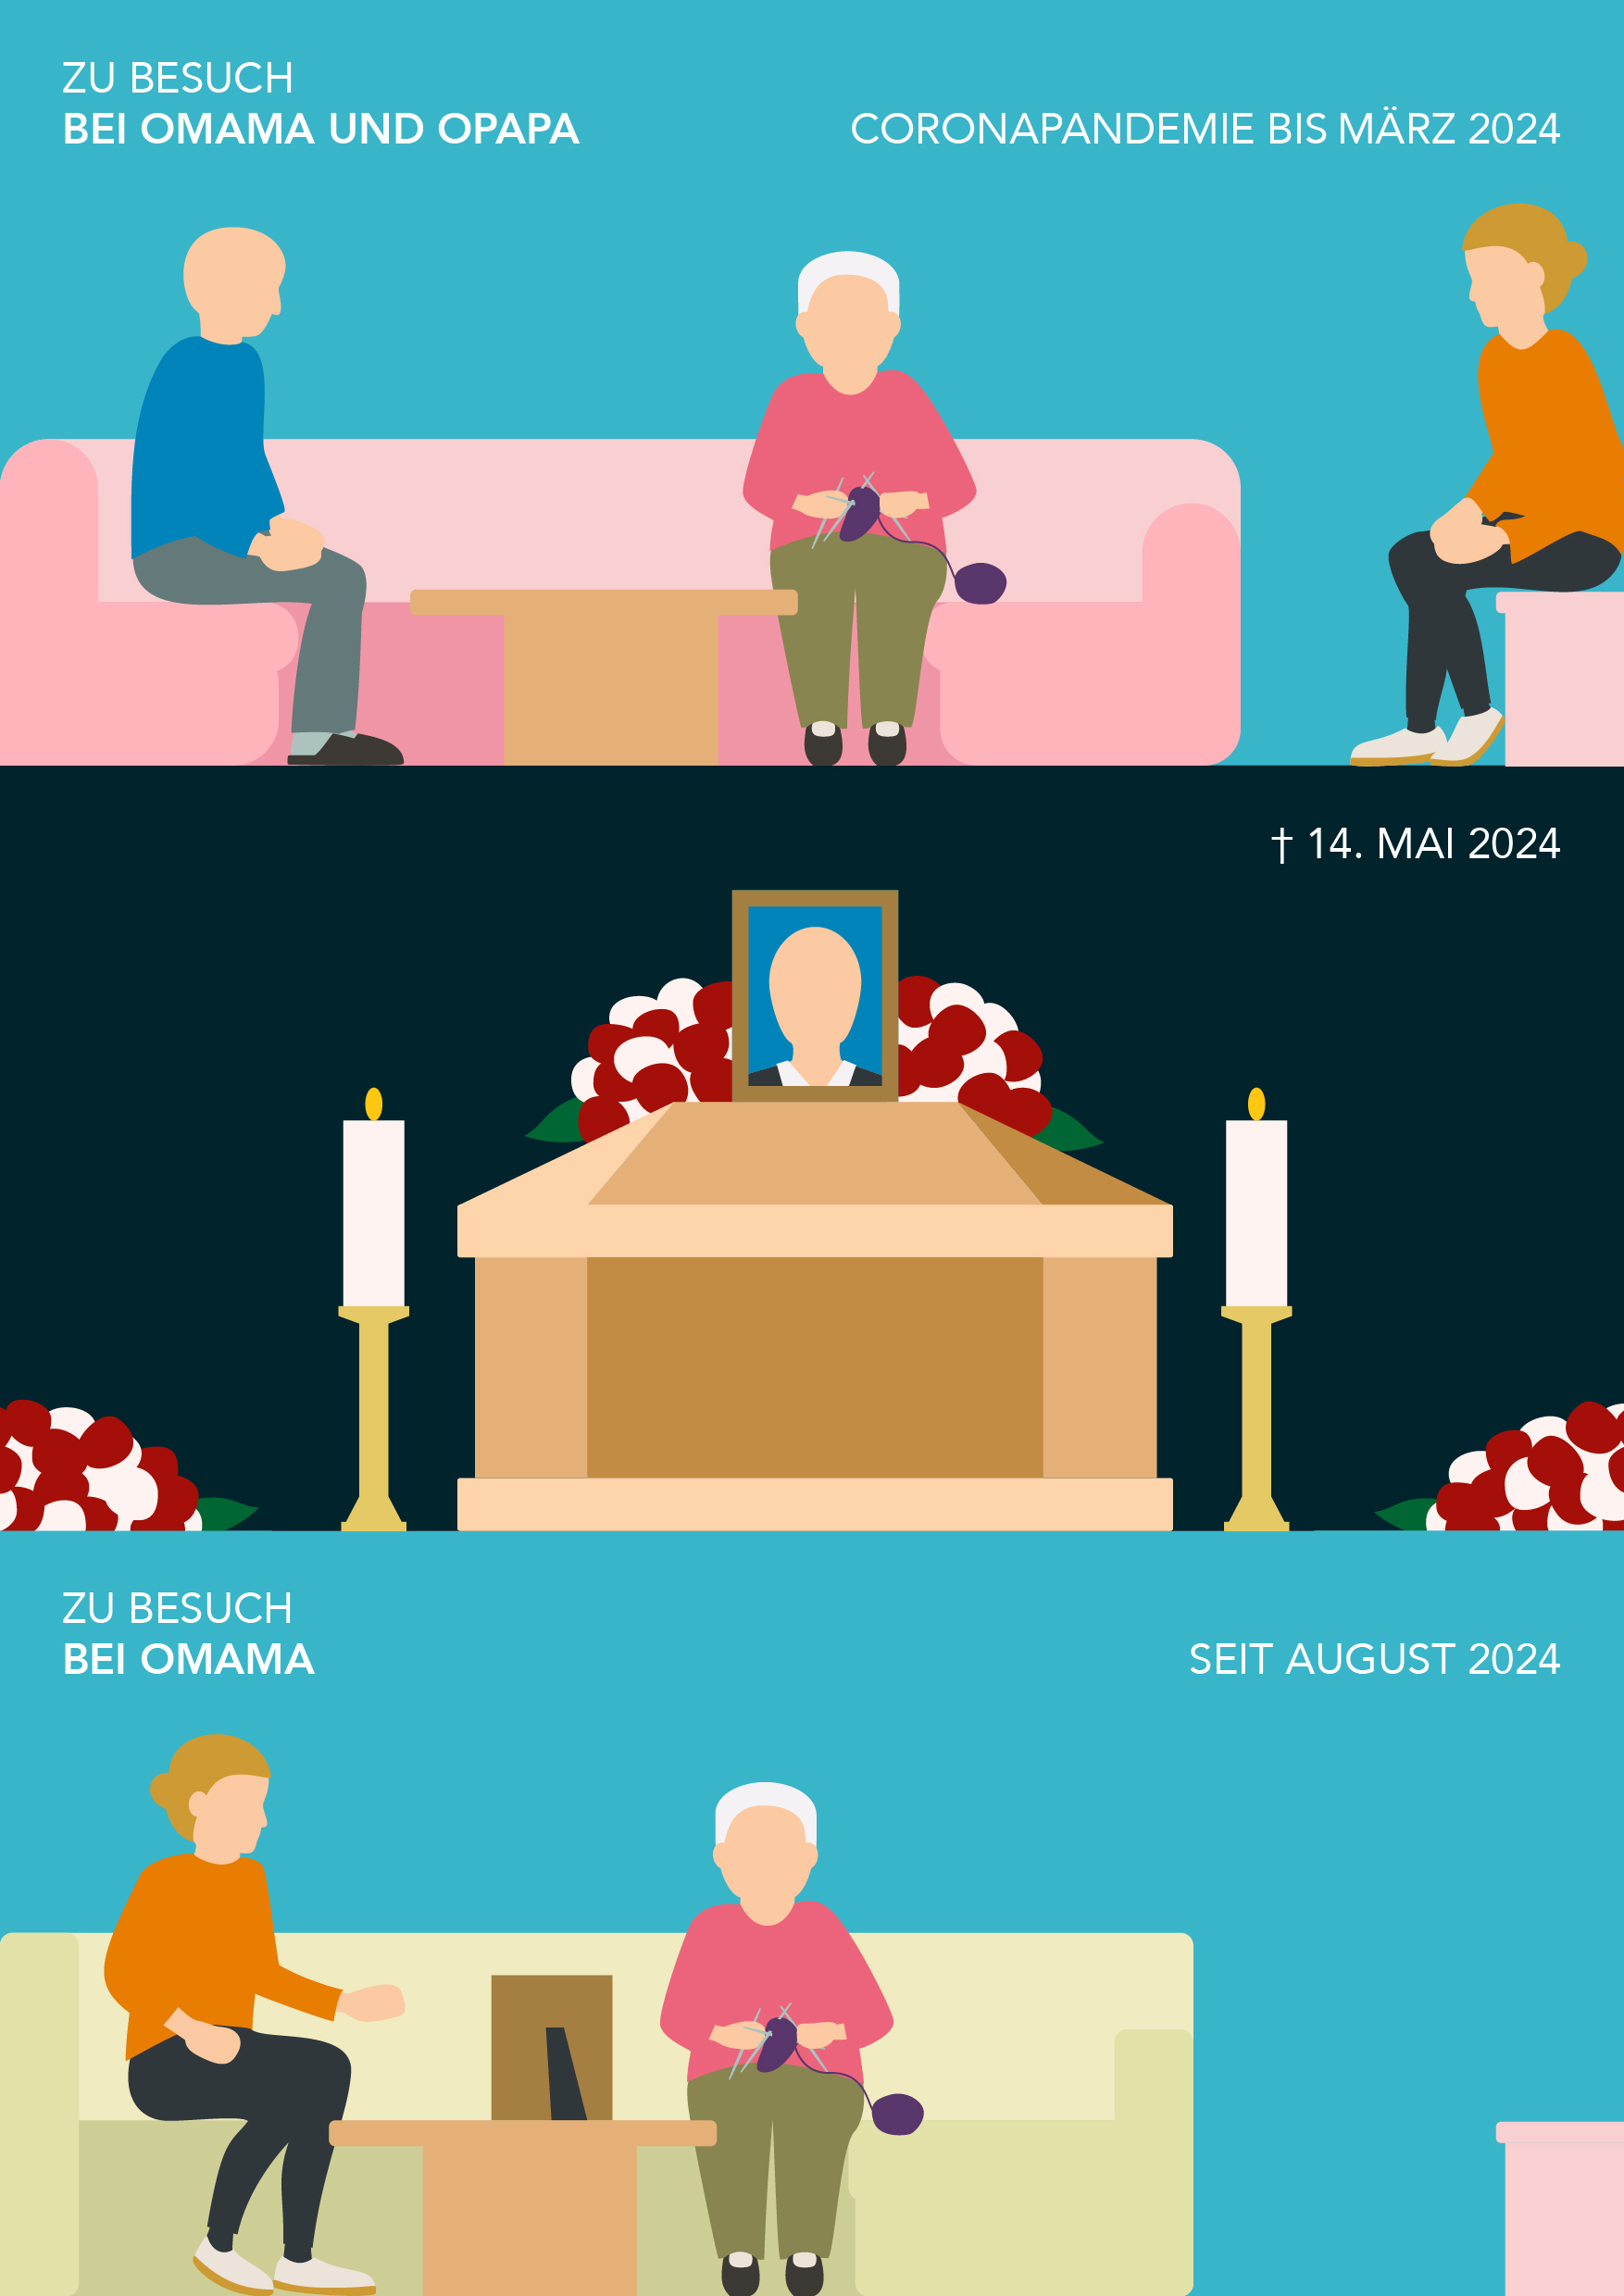 ZU BESUCH
BEI OMAMA UND OPAPA
CORONAPANDEMIE BIS MÄRZ 2024
† 14. MAI 2024
ZU BESUCH
BEI OMAMA
SEIT AUGUST 2024